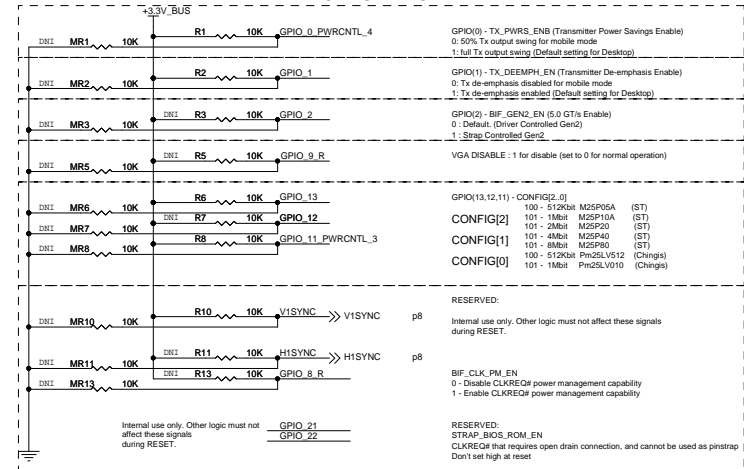 +3.3V_BUS
R1 10K GPIO_0_PWRCNTL_4
DNI MR1 10K
GPIO(0) - TX_PWRS_ENB (Transmitter Power Savings Enable)
0: 50% Tx output swing for mobile mode
1: full Tx output swing (Default setting for Desktop)
R2 10K GPIO_1
DNI MR2 10K
GPIO(1) - TX_DEEMPH_EN (Transmitter De-emphasis Enable)
0: Tx de-emphasis disabled for mobile mode
1: Tx de-emphasis enabled (Default setting for Desktop)
DNI R3 10K GPIO_2
MR3 10K
GPIO(2) - BIF_GEN2_EN (5.0 GT/s Enable)
0 : Default. (Driver Controlled Gen2)
1 : Strap Controlled Gen2
DNI R5 10K GPIO_9_R
DNI MR5 10K
VGA DISABLE : 1 for disable (set to 0 for normal operation)
R6 10K GPIO_13
DNI MR6 10K
DNI R7 10K GPIO_12
MR7 10K
R8 10K GPIO_11_PWRCNTL_3
DNI MR8 10K
GPIO(13,12,11) - CONFIG[2..0]
CONFIG[2]
CONFIG[1]
CONFIG[0]
100 - 512Kbit M25P05A (ST)
101 - 1Mbit M25P10A (ST)
101 - 2Mbit M25P20 (ST)
101 - 4Mbit M25P40 (ST)
101 - 8Mbit M25P80 (ST)
100 - 512Kbit Pm25LV512 (Chingis)
101 - 1Mbit Pm25LV010 (Chingis)
R10 10K V1SYNC V1SYNC p8
DNI MR10 10K
RESERVED:
Internal use only. Other logic must not affect these signals
during RESET.
DNI R11 10K H1SYNC H1SYNC p8
DNI MR11 10K
DNI R13 10K GPIO_8_R
DNI MR13 10K
BIF_CLK_PM_EN
0 - Disable CLKREQ# power management capability
1 - Enable CLKREQ# power management capability
Internal use only. Other logic must not
affect these signals
during RESET.
GPIO_21
GPIO_22
RESERVED:
STRAP_BIOS_ROM_EN
CLKREQ# that requires open drain connection, and cannot be used as pinstrap
Don't set high at reset